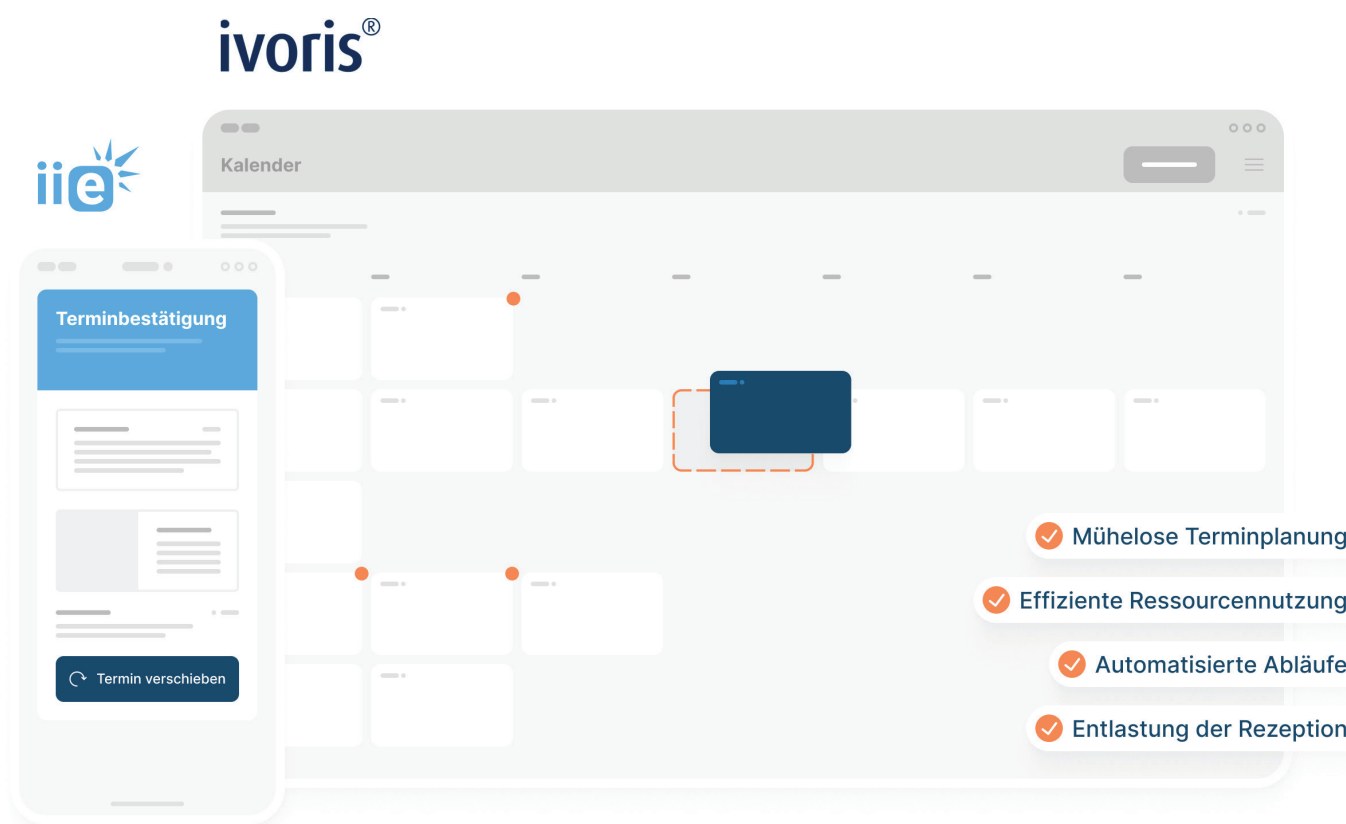 ivoris®
iie
Kalender
Terminbestätigung
Termin verschieben
Mühelose Terminplanung
Effiziente Ressourcennutzung
Automatisierte Abläufe
Entlastung der Rezeption